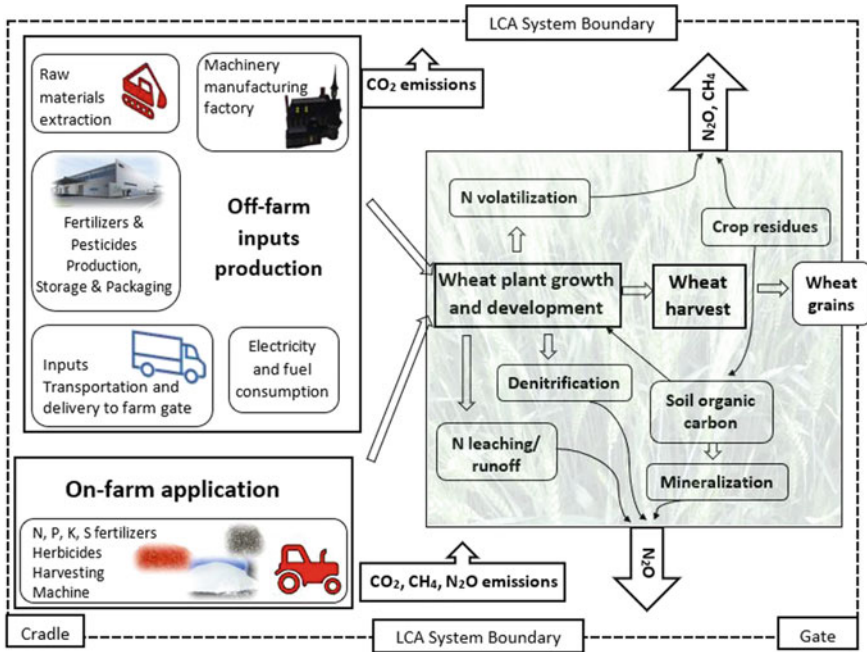 LCA System Boundary
Raw
materials
extraction
Machinery
manufacturing
factory
CO₂ emissions
N₂O, CH₄
Fertilizers &
Pesticides
Production,
Storage & Packaging
Off-farm
inputs
production
Inputs
Transportation and
delivery to farm gate
Electricity
and fuel
consumption
N volatilization
Crop residues
Wheat plant growth
and development
Wheat
harvest
Wheat
grains
Denitrification
Soil organic
carbon
N leaching/
runoff
Mineralization
On-farm application
N, P, K, S fertilizers
Herbicides
Harvesting
Machine
CO₂, CH₄, N₂O emissions
N₂O
Cradle
LCA System Boundary
Gate